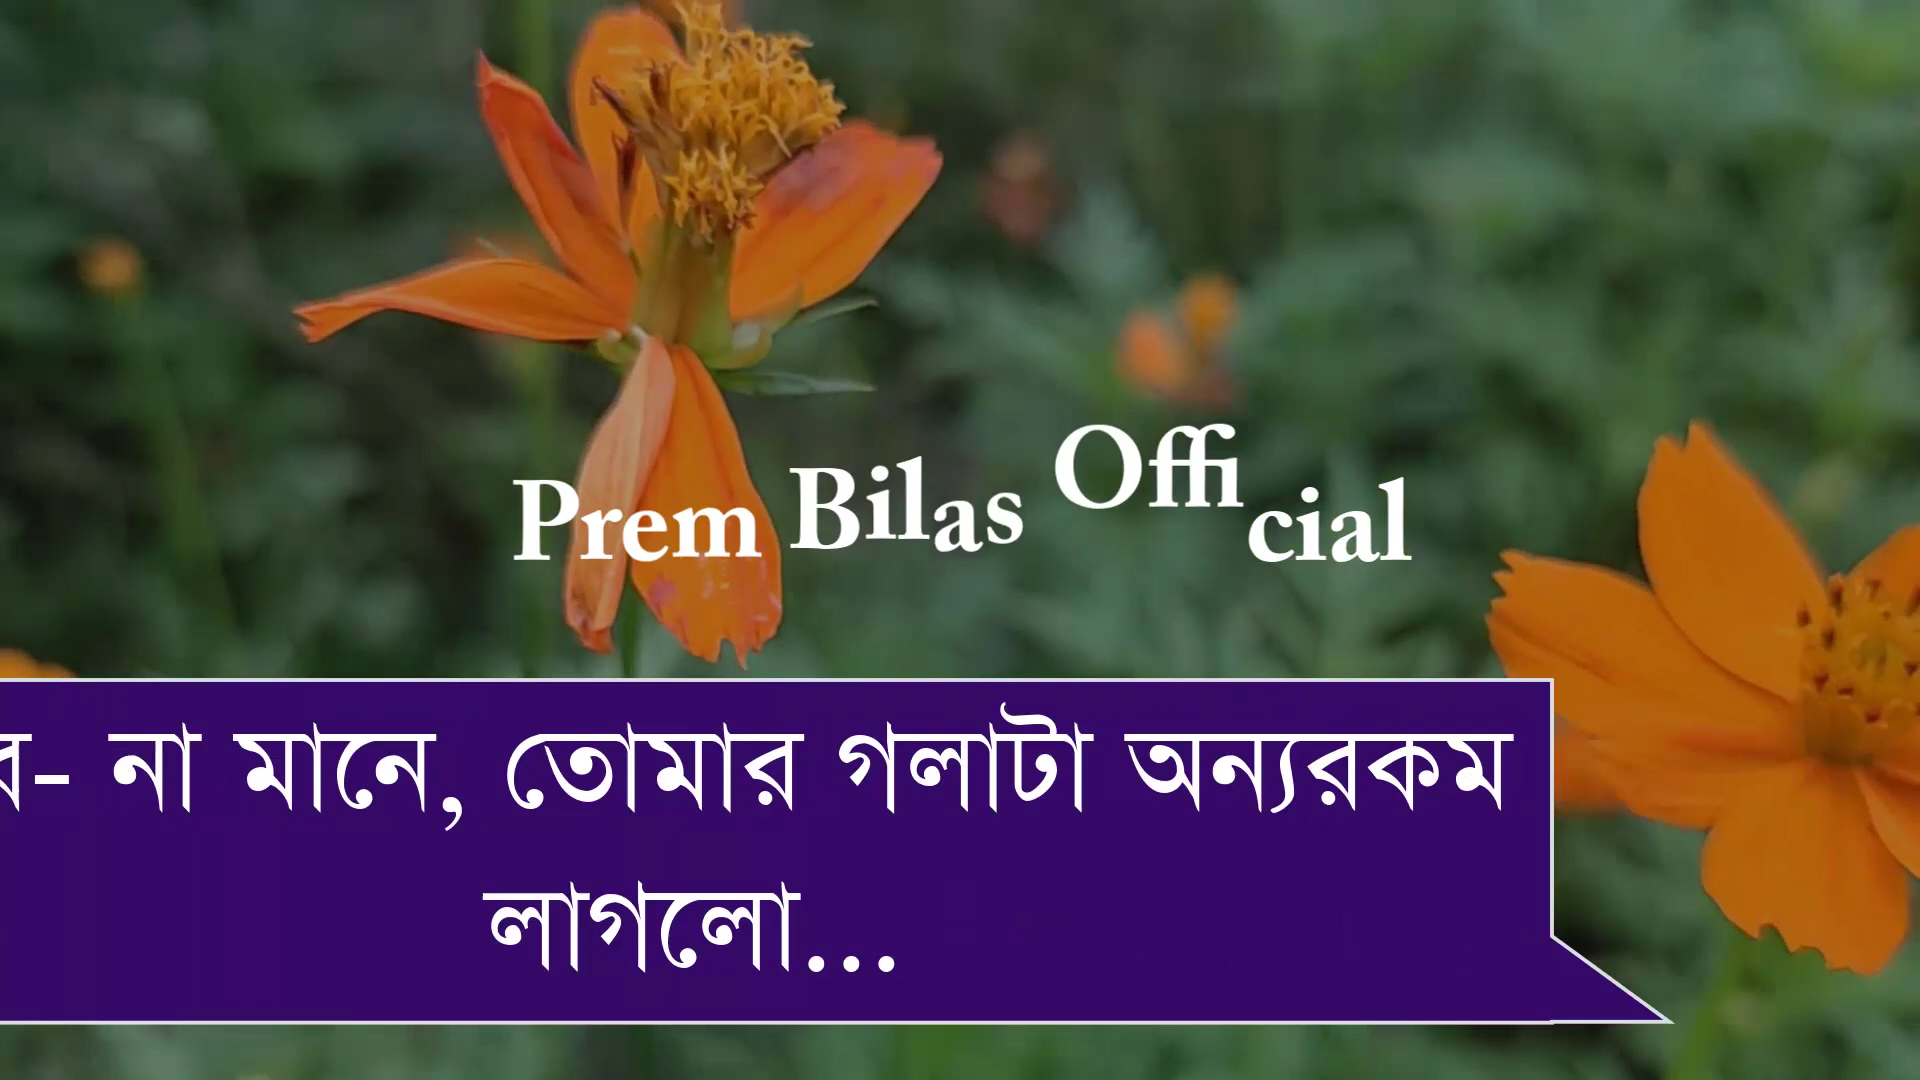 Prem Bilas Official
- না মানে, তোমার গলাটা অন্যরকম
লাগলো...